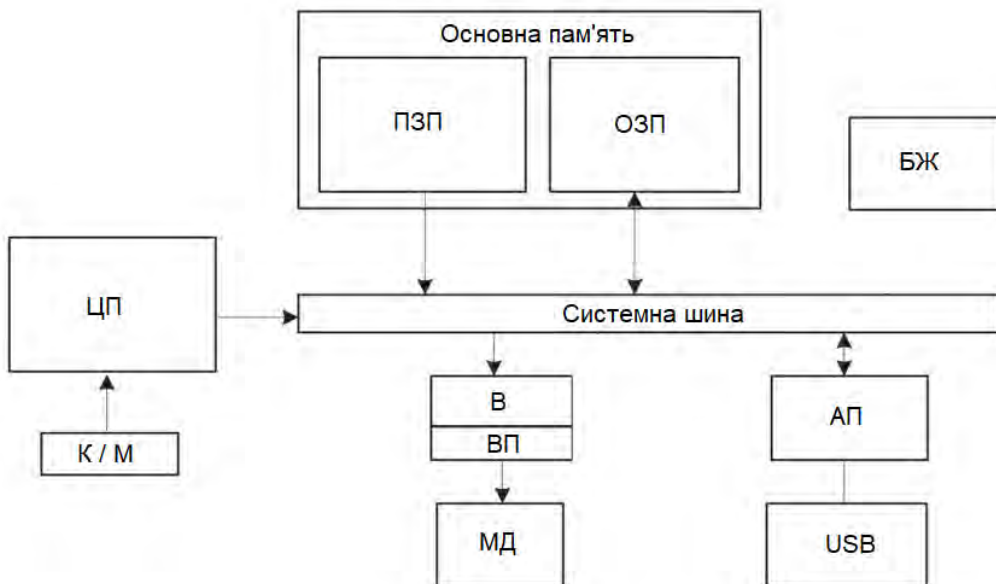 Основна пам'ять
ПЗП
ОЗП
БЖ
ЦП
Системна шина
К / М
В
ВП
АП
МД
USB